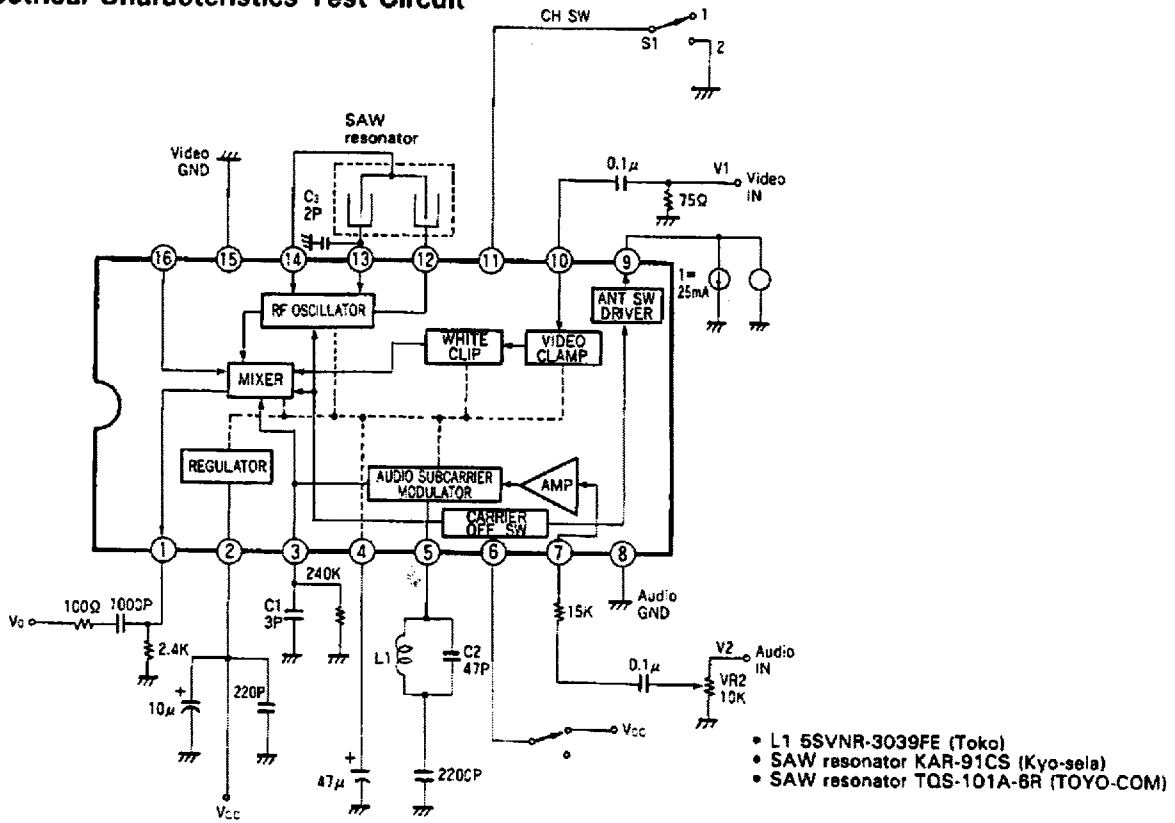 ectrical Characteristics Test Circuit
CH SW
S1
1
2
SAW
resonator
Video
GND
C3
2P
0.1μ
V1
Video
IN
75Ω
16
15
14
13
12
11
10
9
I=
25mA
RF OSCILLATOR
ANT SW
DRIVER
WHITE
CLIP
VIDEO
CLAMP
MIXER
REGULATOR
AUDIO SUBCARRIER
MODULATOR
AMP
CARRIER
OFF SW
1
2
3
4
5
6
7
8
240K
Audio
GND
Vo
100Ω
1000P
2.4K
C1
3P
15K
L1
C2
47P
0.1μ
V2
Audio
IN
VR2
10K
+
10μ
220P
Vcc
+
47μ
2200P
Vcc
• L1 5SVNR-3039FE (Toko)
• SAW resonator KAR-91CS (Kyo-sela)
• SAW resonator TQS-101A-6R (TOYO-COM)